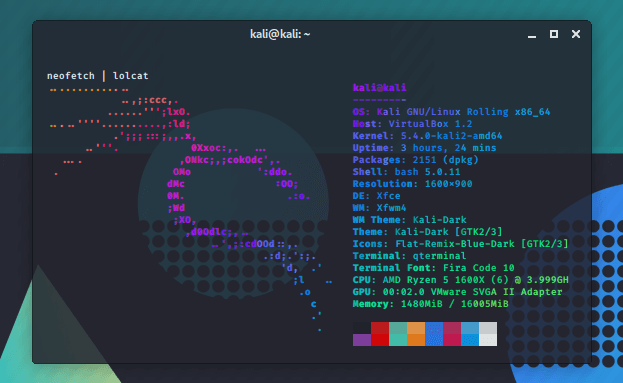 kali@kali: ~
neofetch | lolcat
kali@kali
---------
OS: Kali GNU/Linux Rolling x86_64
Host: VirtualBox 1.2
Kernel: 5.4.0-kali2-amd64
Uptime: 3 hours, 24 mins
Packages: 2151 (dpkg)
Shell: bash 5.0.11
Resolution: 1600x900
DE: Xfce
WM: Xfwm4
WM Theme: Kali-Dark
Theme: Kali-Dark [GTK2/3]
Icons: Flat-Remix-Blue-Dark [GTK2/3]
Terminal: qterminal
Terminal Font: Fira Code 10
CPU: AMD Ryzen 5 1600X (6) @ 3.999GH
GPU: 00:02.0 VMware SVGA II Adapter
Memory: 1480MiB / 16005MiB